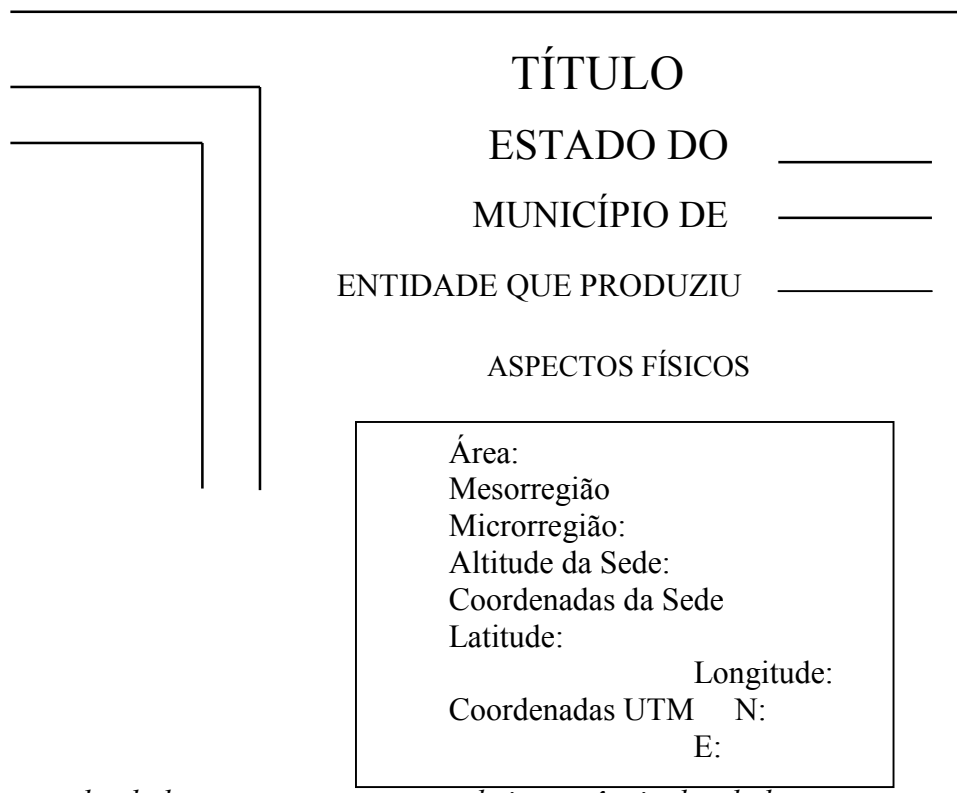 TÍTULO
ESTADO DO
MUNICÍPIO DE
ENTIDADE QUE PRODUZIU
ASPECTOS FÍSICOS
Área:
Mesorregião
Microrregião:
Altitude da Sede:
Coordenadas da Sede
Latitude:
Longitude:
Coordenadas UTM N:
E: